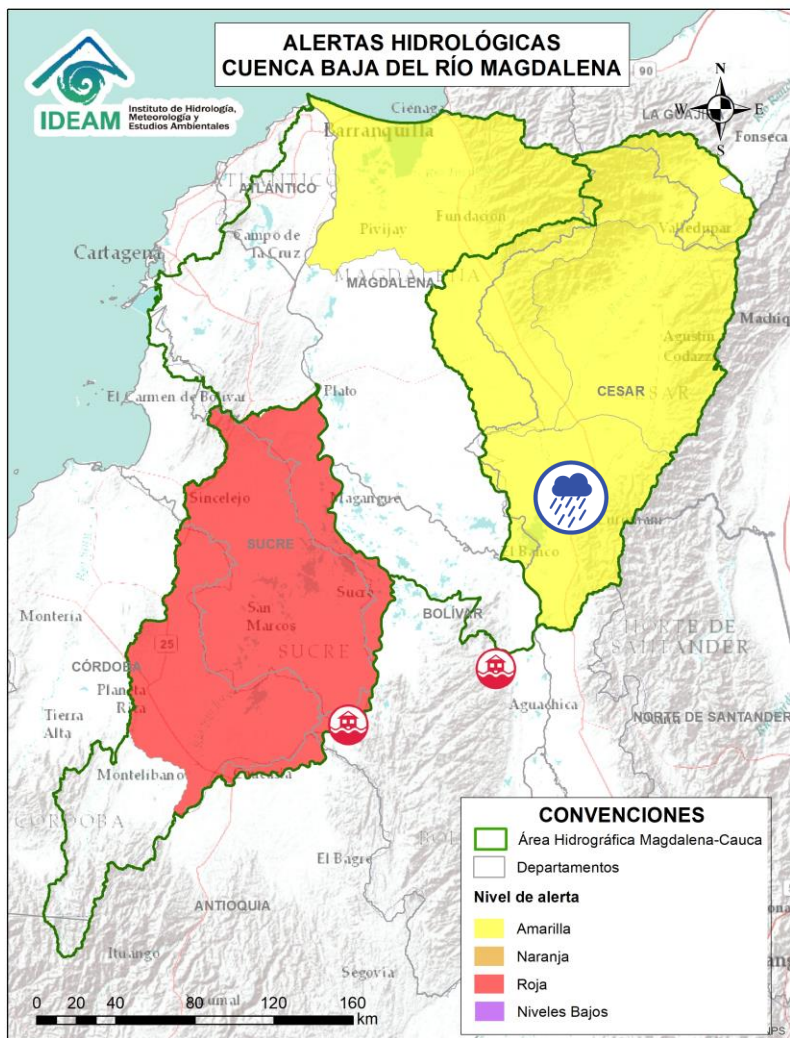 ALERTAS HIDROLÓGICAS
CUENCA BAJA DEL RÍO MAGDALENA
IDEAM
Instituto de Hidrología,
Meteorología y
Estudios Ambientales
N
W
E
S
90
LA GUAJIRA
Fonseca
Ciénaga
Barranquilla
ATLÁNTICO
Pivijay
Fundación
Valledupar
Cartagena
Campo de
la Cruz
MAGDALENA
MAGDALENA
Agustín
Codazzi
CESAR
El Carmen de Bolívar
Plato
Sincelejo
Magangue
SUCRE
El Banco
Sucre
San
Marcos
BOLÍVAR
Montería
25
SUCRE
NORTE DE
SANTANDER
CÓRDOBA
Planeta
Rica
Aguachica
Tierra
Alta
NORTE DE SANTANDER
Montelibano
CÓRDOBA
El Bagre
ANTIOQUIA
Ituango
Segovia
0 20 40 80 120 160
km
CONVENCIONES
Área Hidrográfica Magdalena-Cauca
Departamentos
Nivel de alerta
Amarilla
Naranja
Roja
Niveles Bajos